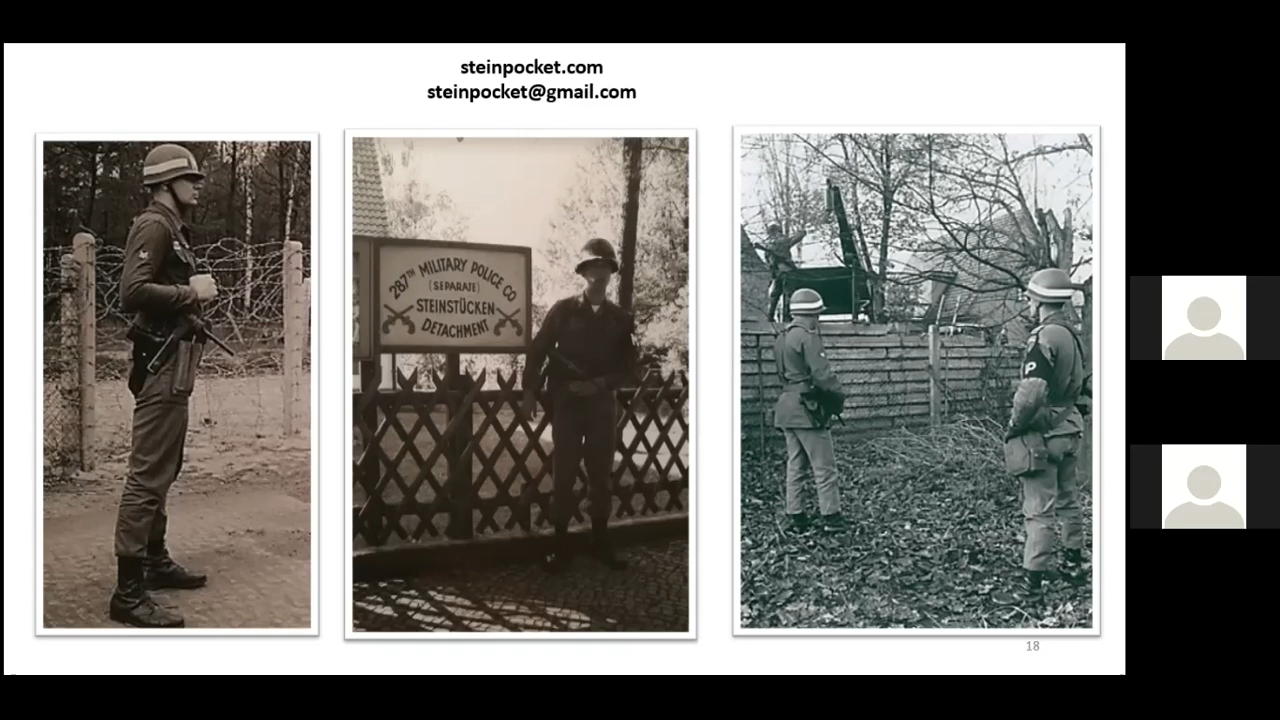 steinpocket.com
steinpocket@gmail.com
287TH MILITARY POLICE CO
(SEPARATE)
STEINSTÜCKEN
DETACHMENT
P
18